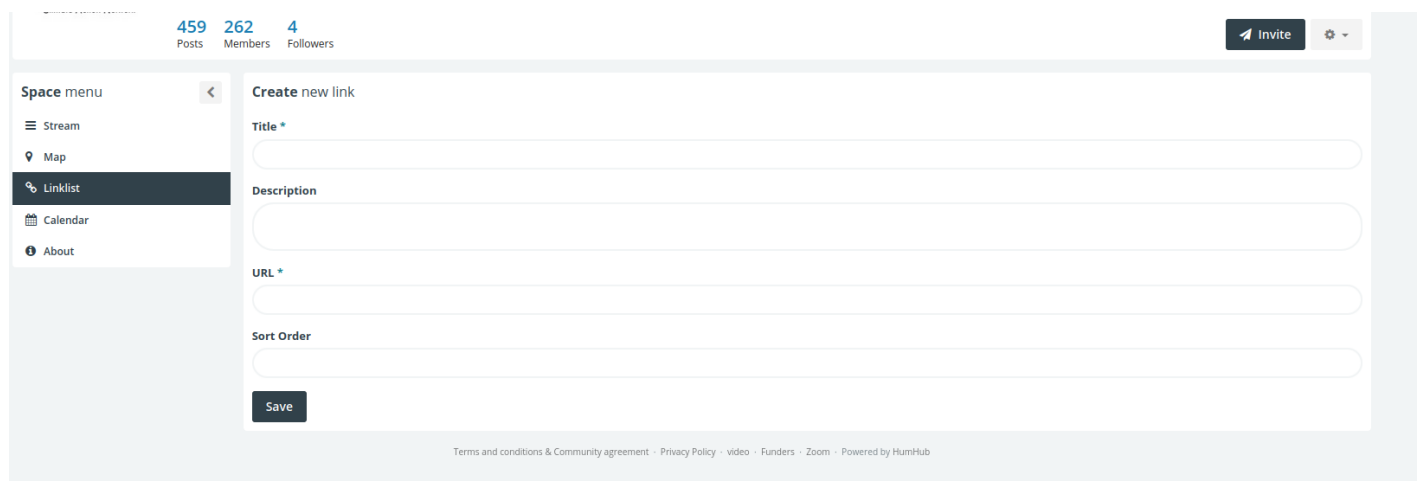 459 262 4
Posts Members Followers
Invite
Space menu
Stream
Map
Linklist
Calendar
About
Create new link
Title *
Description
URL *
Sort Order
Save
Terms and conditions & Community agreement · Privacy Policy · video · Funders · Zoom · Powered by HumHub